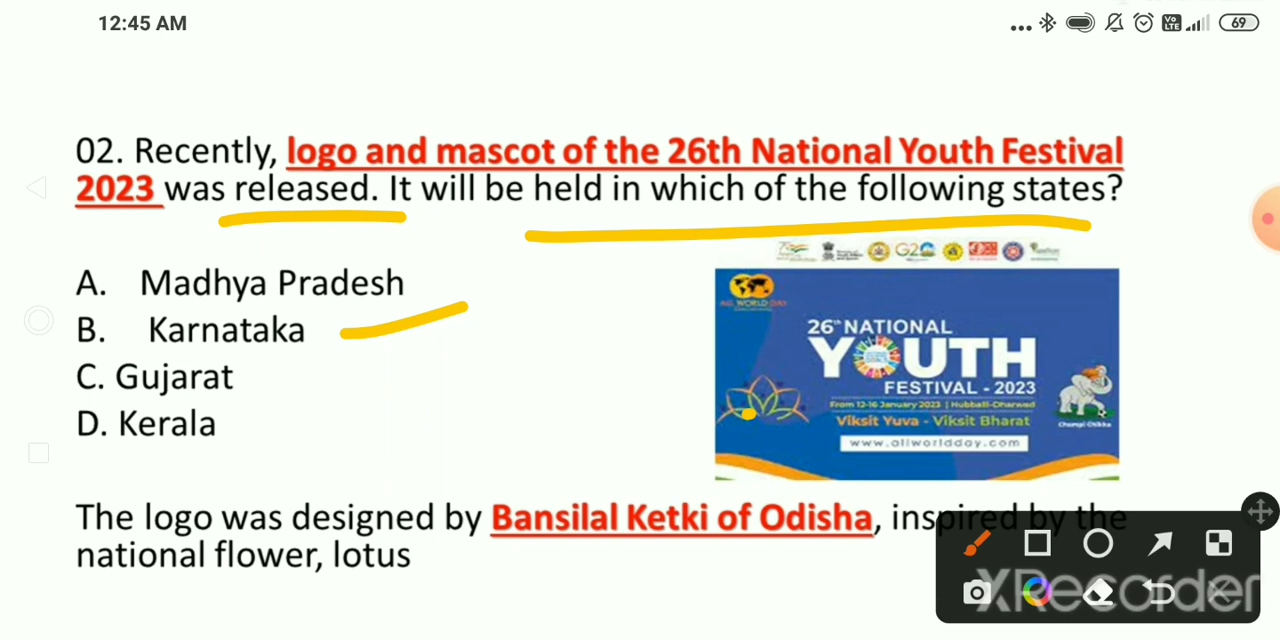 12:45 AM
69
02. Recently, logo and mascot of the 26th National Youth Festival
2023 was released. It will be held in which of the following states?
A. Madhya Pradesh
B. Karnataka
C. Gujarat
D. Kerala
G20
26th NATIONAL
YOUTH
FESTIVAL - 2023
From 12-16 January 2023 | Hubballi-Dharwad
Viksit Yuva - Viksit Bharat
www.allworldday.com
The logo was designed by Bansilal Ketki of Odisha, inspired by the
national flower, lotus
XRecorder